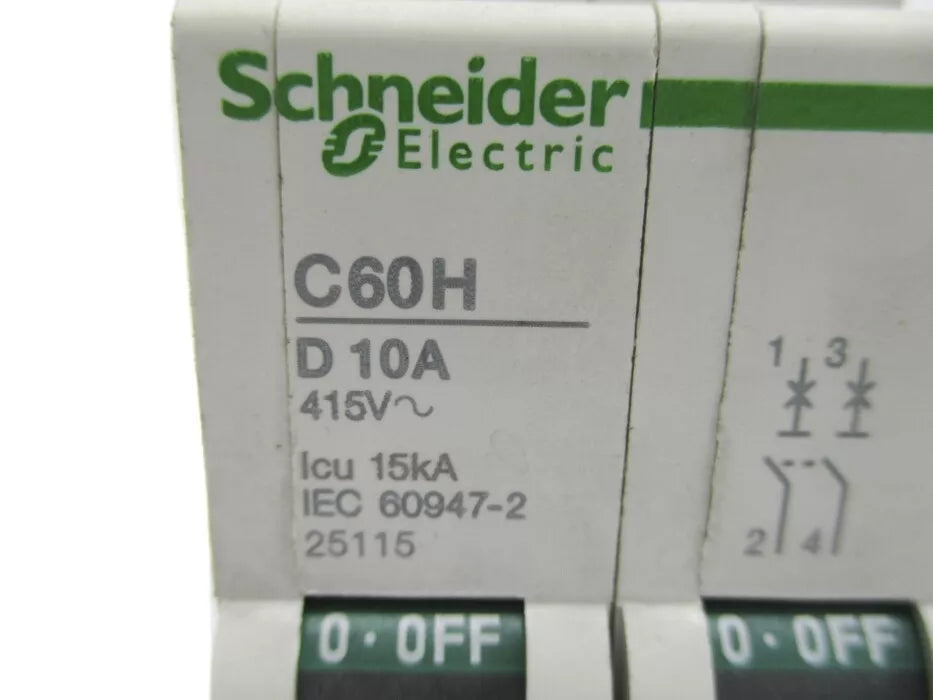 Schneider
Electric
C60H
D 10A
415V~
Icu 15kA
IEC 60947-2
25115
1 3
2 4
0·OFF 0·OFF